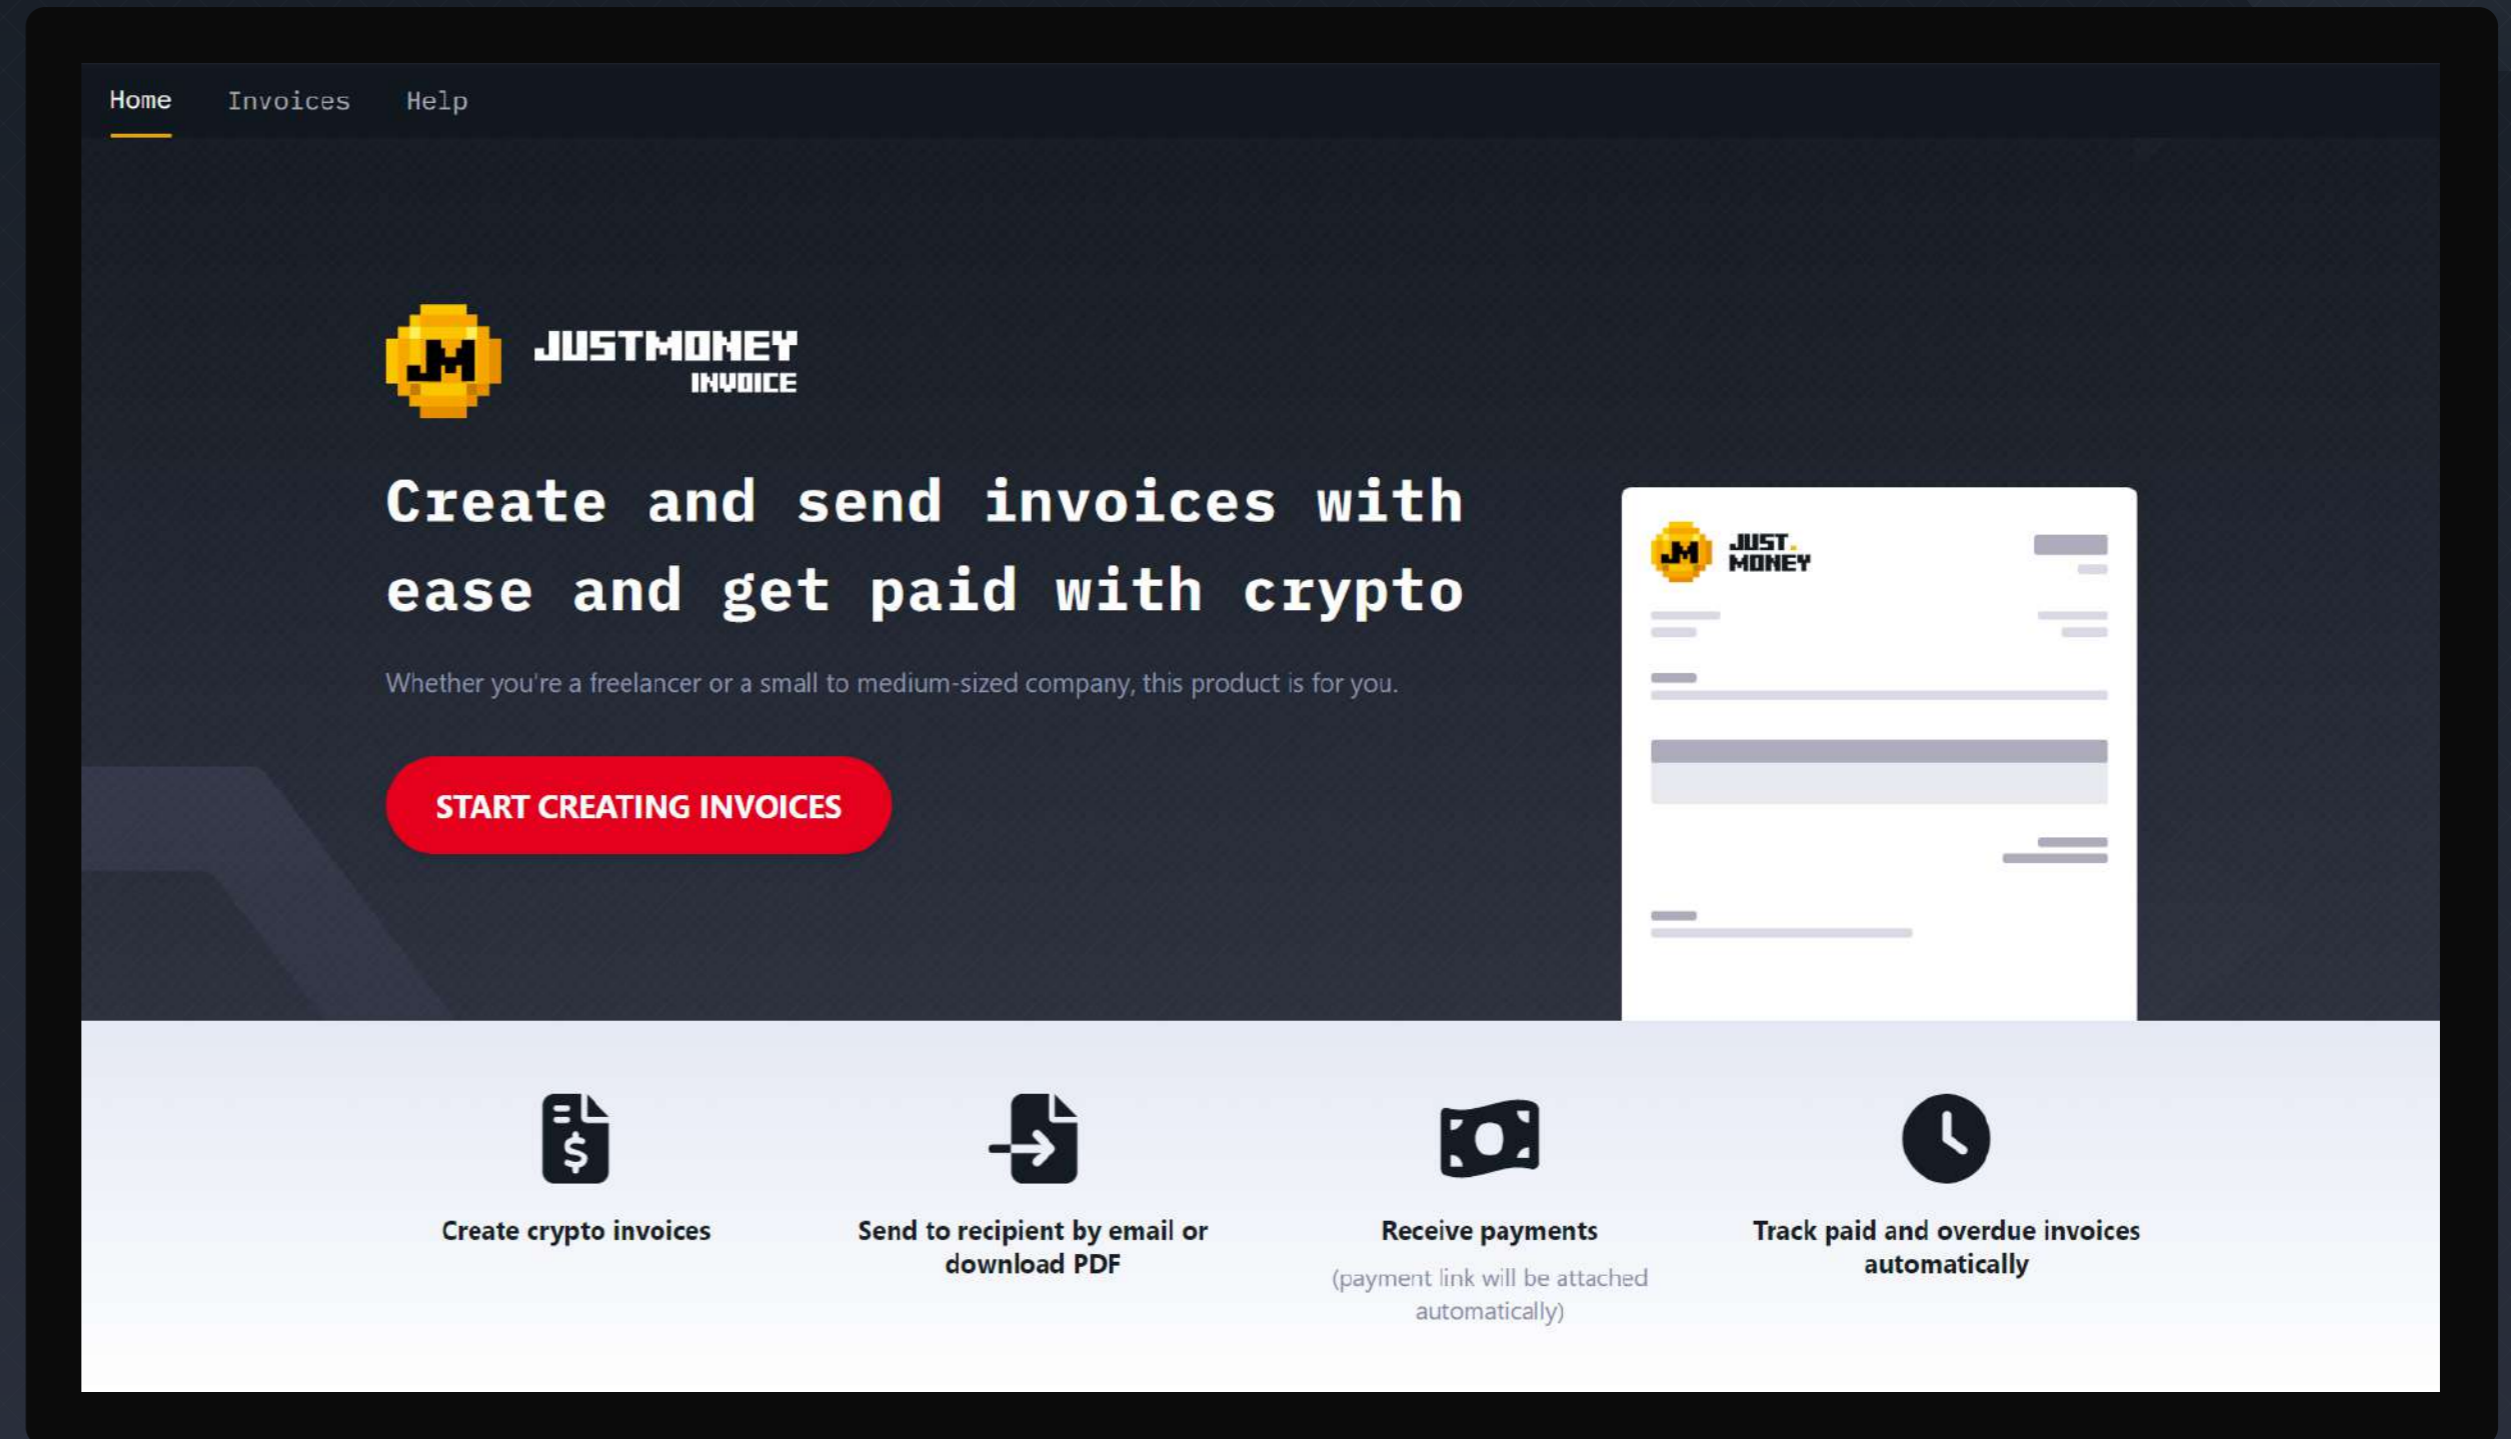 Home Invoices Help
JM
JUSTMONEY
INVOICE
Create and send invoices with
ease and get paid with crypto
Whether you're a freelancer or a small to medium-sized company, this product is for you.
START CREATING INVOICES
JM
JUST.
MONEY
$
Create crypto invoices
Send to recipient by email or
download PDF
Receive payments
(payment link will be attached
automatically)
Track paid and overdue invoices
automatically